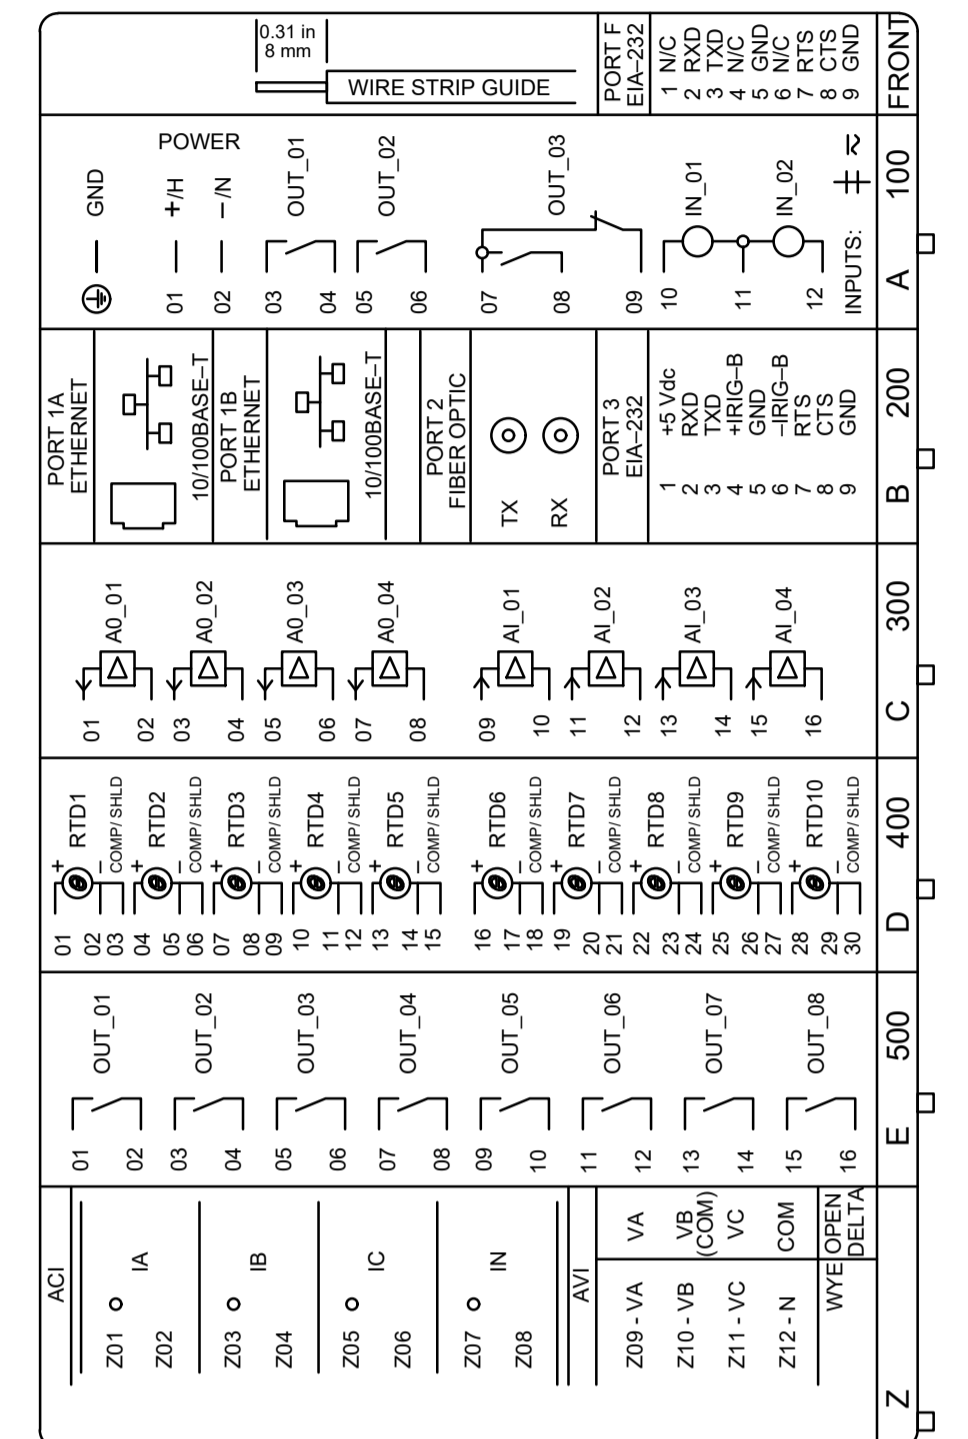 0.31 in
8 mm
WIRE STRIP GUIDE
PORT F
EIA–232
1 N/C
2 RXD
3 TXD
4 N/C
5 GND
6 N/C
7 RTS
8 CTS
9 GND
FRONT
GND
POWER
01 +/H
02 –/N
03
04
OUT_01
05
06
OUT_02
07
08
09
OUT_03
10
11
12
IN_01
IN_02
INPUTS:
A 100
PORT 1A
ETHERNET
10/100BASE–T
PORT 1B
ETHERNET
10/100BASE–T
PORT 2
FIBER OPTIC
TX
RX
PORT 3
EIA–232
1 +5 Vdc
2 RXD
3 TXD
4 +IRIG–B
5 GND
6 –IRIG–B
7 RTS
8 CTS
9 GND
B 200
01
02
A0_01
03
04
A0_02
05
06
A0_03
07
08
A0_04
09
10
AI_01
11
12
AI_02
13
14
AI_03
15
16
AI_04
C 300
01 + RTD1
02 –
03 COMP/ SHLD
04 + RTD2
05 –
06 COMP/ SHLD
07 + RTD3
08 –
09 COMP/ SHLD
10 + RTD4
11 –
12 COMP/ SHLD
13 + RTD5
14 –
15 COMP/ SHLD
16 + RTD6
17 –
18 COMP/ SHLD
19 + RTD7
20 –
21 COMP/ SHLD
22 + RTD8
23 –
24 COMP/ SHLD
25 + RTD9
26 –
27 COMP/ SHLD
28 + RTD10
29 –
30 COMP/ SHLD
D 400
01
02
OUT_01
03
04
OUT_02
05
06
OUT_03
07
08
OUT_04
09
10
OUT_05
11
12
OUT_06
13
14
OUT_07
15
16
OUT_08
E 500
ACI
Z01
Z02
IA
Z03
Z04
IB
Z05
Z06
IC
Z07
Z08
IN
AVI
Z09 - VA VA
Z10 - VB VB
(COM)
Z11 - VC VC
Z12 - N COM
WYE OPEN
DELTA
Z